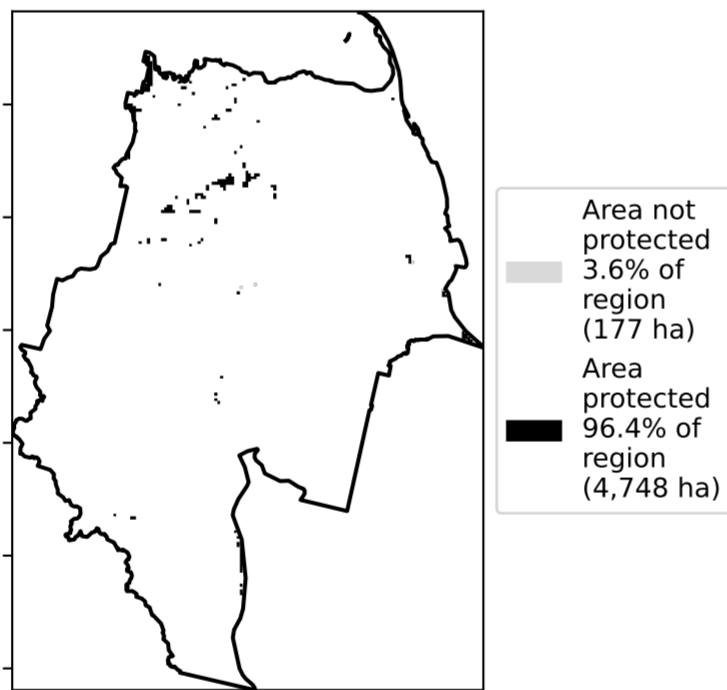 Area not
protected
3.6% of
region
(177 ha)
Area
protected
96.4% of
region
(4,748 ha)